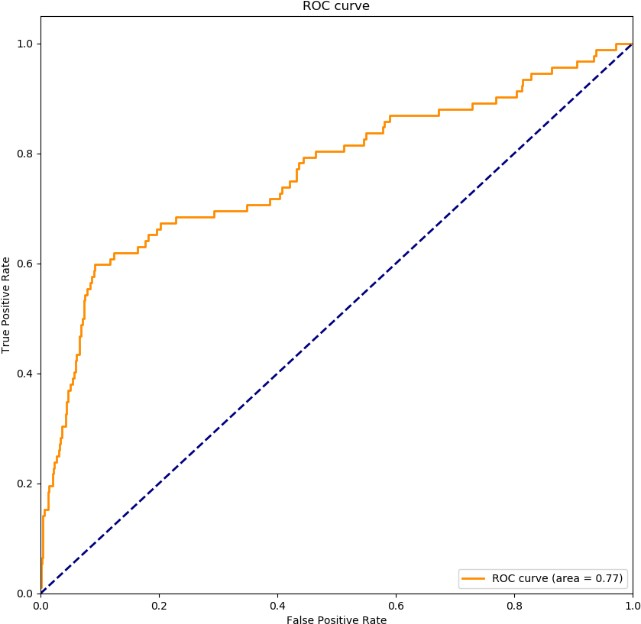 ROC curve
1.0
0.8
0.6
0.4
0.2
0.0
True Positive Rate
0.0 0.2 0.4 0.6 0.8 1.0
False Positive Rate
ROC curve (area = 0.77)